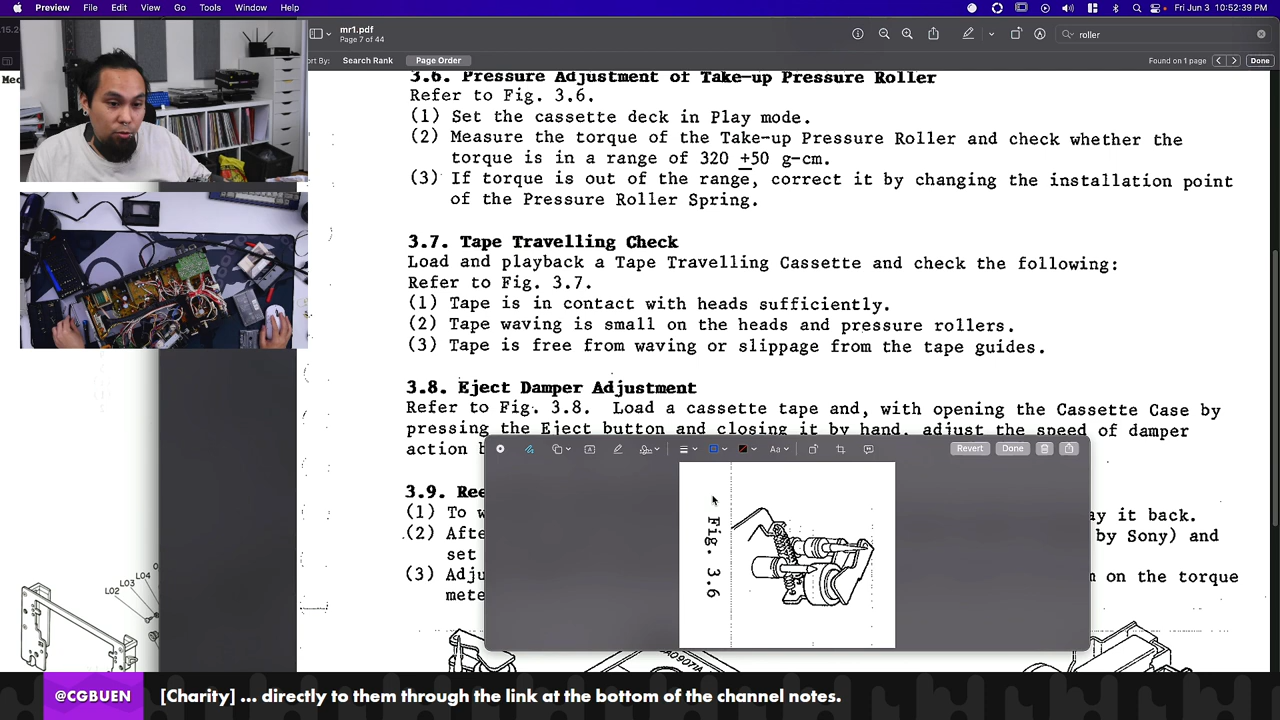 Preview File Edit View Go Tools Window Help
Fri Jun 3 10:52:39 PM
mr1.pdf
Page 7 of 44
roller
Sort By: Search Rank Page Order
Found on 1 page
Done
3.6. Pressure Adjustment of Take-up Pressure Roller
Refer to Fig. 3.6.
(1) Set the cassette deck in Play mode.
(2) Measure the torque of the Take-up Pressure Roller and check whether the
torque is in a range of 320 ±50 g-cm.
(3) If torque is out of the range, correct it by changing the installation point
of the Pressure Roller Spring.
3.7. Tape Travelling Check
Load and playback a Tape Travelling Cassette and check the following:
Refer to Fig. 3.7.
(1) Tape is in contact with heads sufficiently.
(2) Tape waving is small on the heads and pressure rollers.
(3) Tape is free from waving or slippage from the tape guides.
3.8. Eject Damper Adjustment
Refer to Fig. 3.8. Load a cassette tape and, with opening the Cassette Case by
pressing the Eject button and closing it by hand, adjust the speed of damper
action
Aa
Revert
Done
Fig. 3.6
3.9. Ree
(1) To w
ay it back.
(2) Afte
by Sony) and
set
(3) Adju
on the torque
mete
L04
L03
L02
@CGBUEN
[Charity] ... directly to them through the link at the bottom of the channel notes.